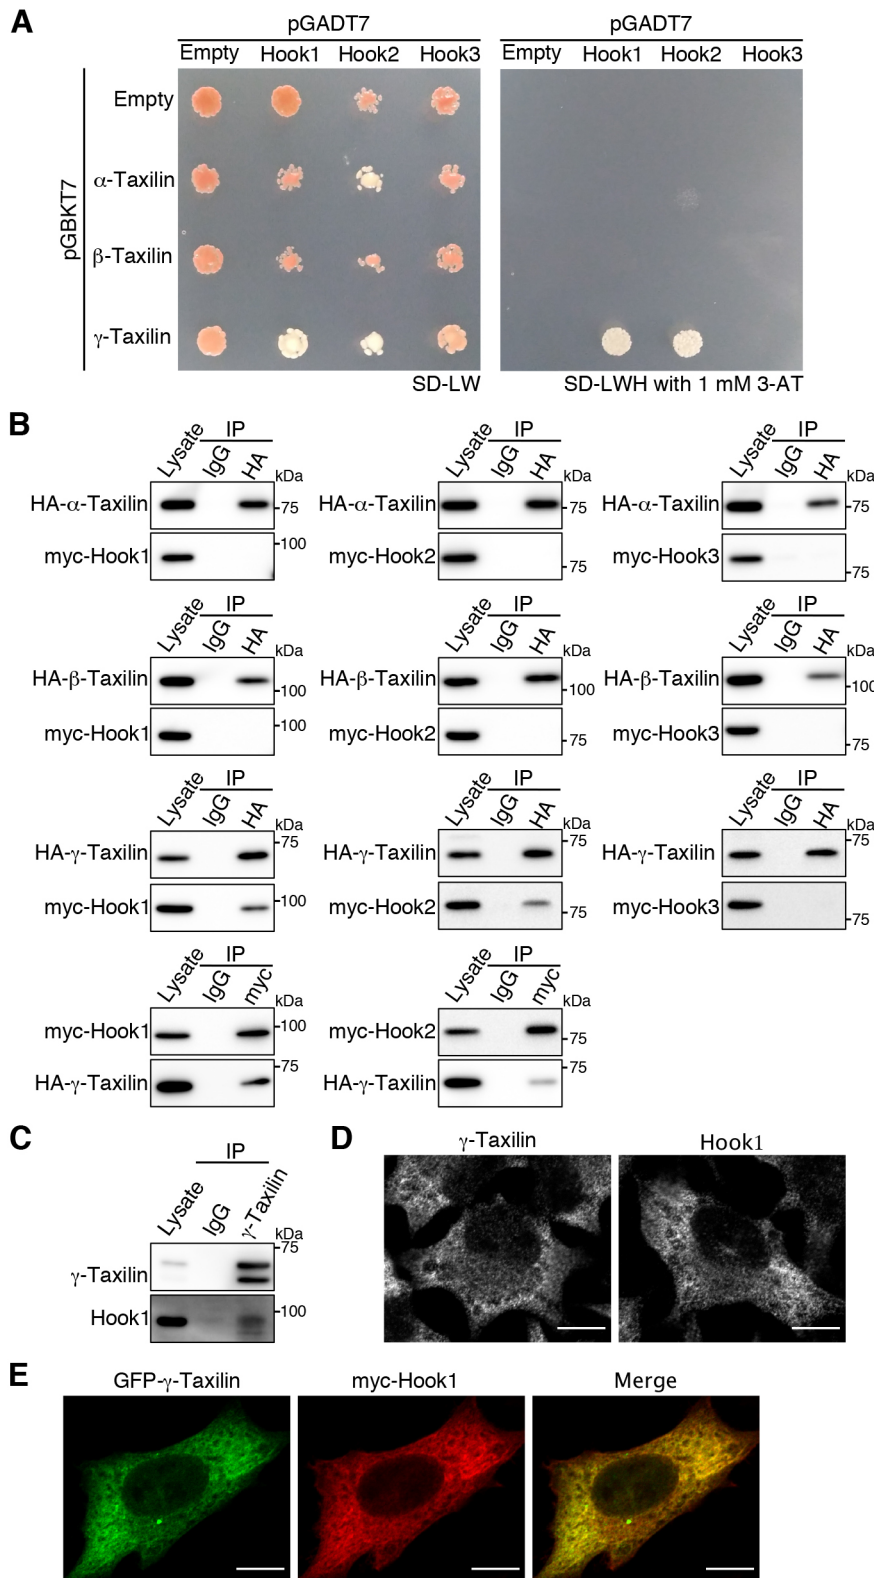 A
pGADT7 pGADT7
Empty Hook1 Hook2 Hook3 Empty Hook1 Hook2 Hook3
pGBKT7
Empty
α-Taxilin
β-Taxilin
γ-Taxilin
SD-LW SD-LWH with 1 mM 3-AT
B
IP IP IP
Lysate IgG HA Lysate IgG HA Lysate IgG HA
kDa kDa kDa
HA-α-Taxilin 75 HA-α-Taxilin 75 HA-α-Taxilin 75
myc-Hook1 100 myc-Hook2 75 myc-Hook3 75
IP IP IP
Lysate IgG HA Lysate IgG HA Lysate IgG HA
kDa kDa kDa
HA-β-Taxilin 100 HA-β-Taxilin 100 HA-β-Taxilin 100
myc-Hook1 100 myc-Hook2 75 myc-Hook3 75
IP IP IP
Lysate IgG HA Lysate IgG HA Lysate IgG HA
kDa kDa kDa
HA-γ-Taxilin 75 HA-γ-Taxilin 75 HA-γ-Taxilin 75
myc-Hook1 100 myc-Hook2 75 myc-Hook3 75
IP IP
Lysate IgG myc Lysate IgG myc
kDa kDa
myc-Hook1 100 myc-Hook2 75
HA-γ-Taxilin 75 HA-γ-Taxilin 75
C
IP
Lysate IgG γ-Taxilin
kDa
γ-Taxilin 75
Hook1 100
D
γ-Taxilin Hook1
E
GFP-γ-Taxilin myc-Hook1 Merge